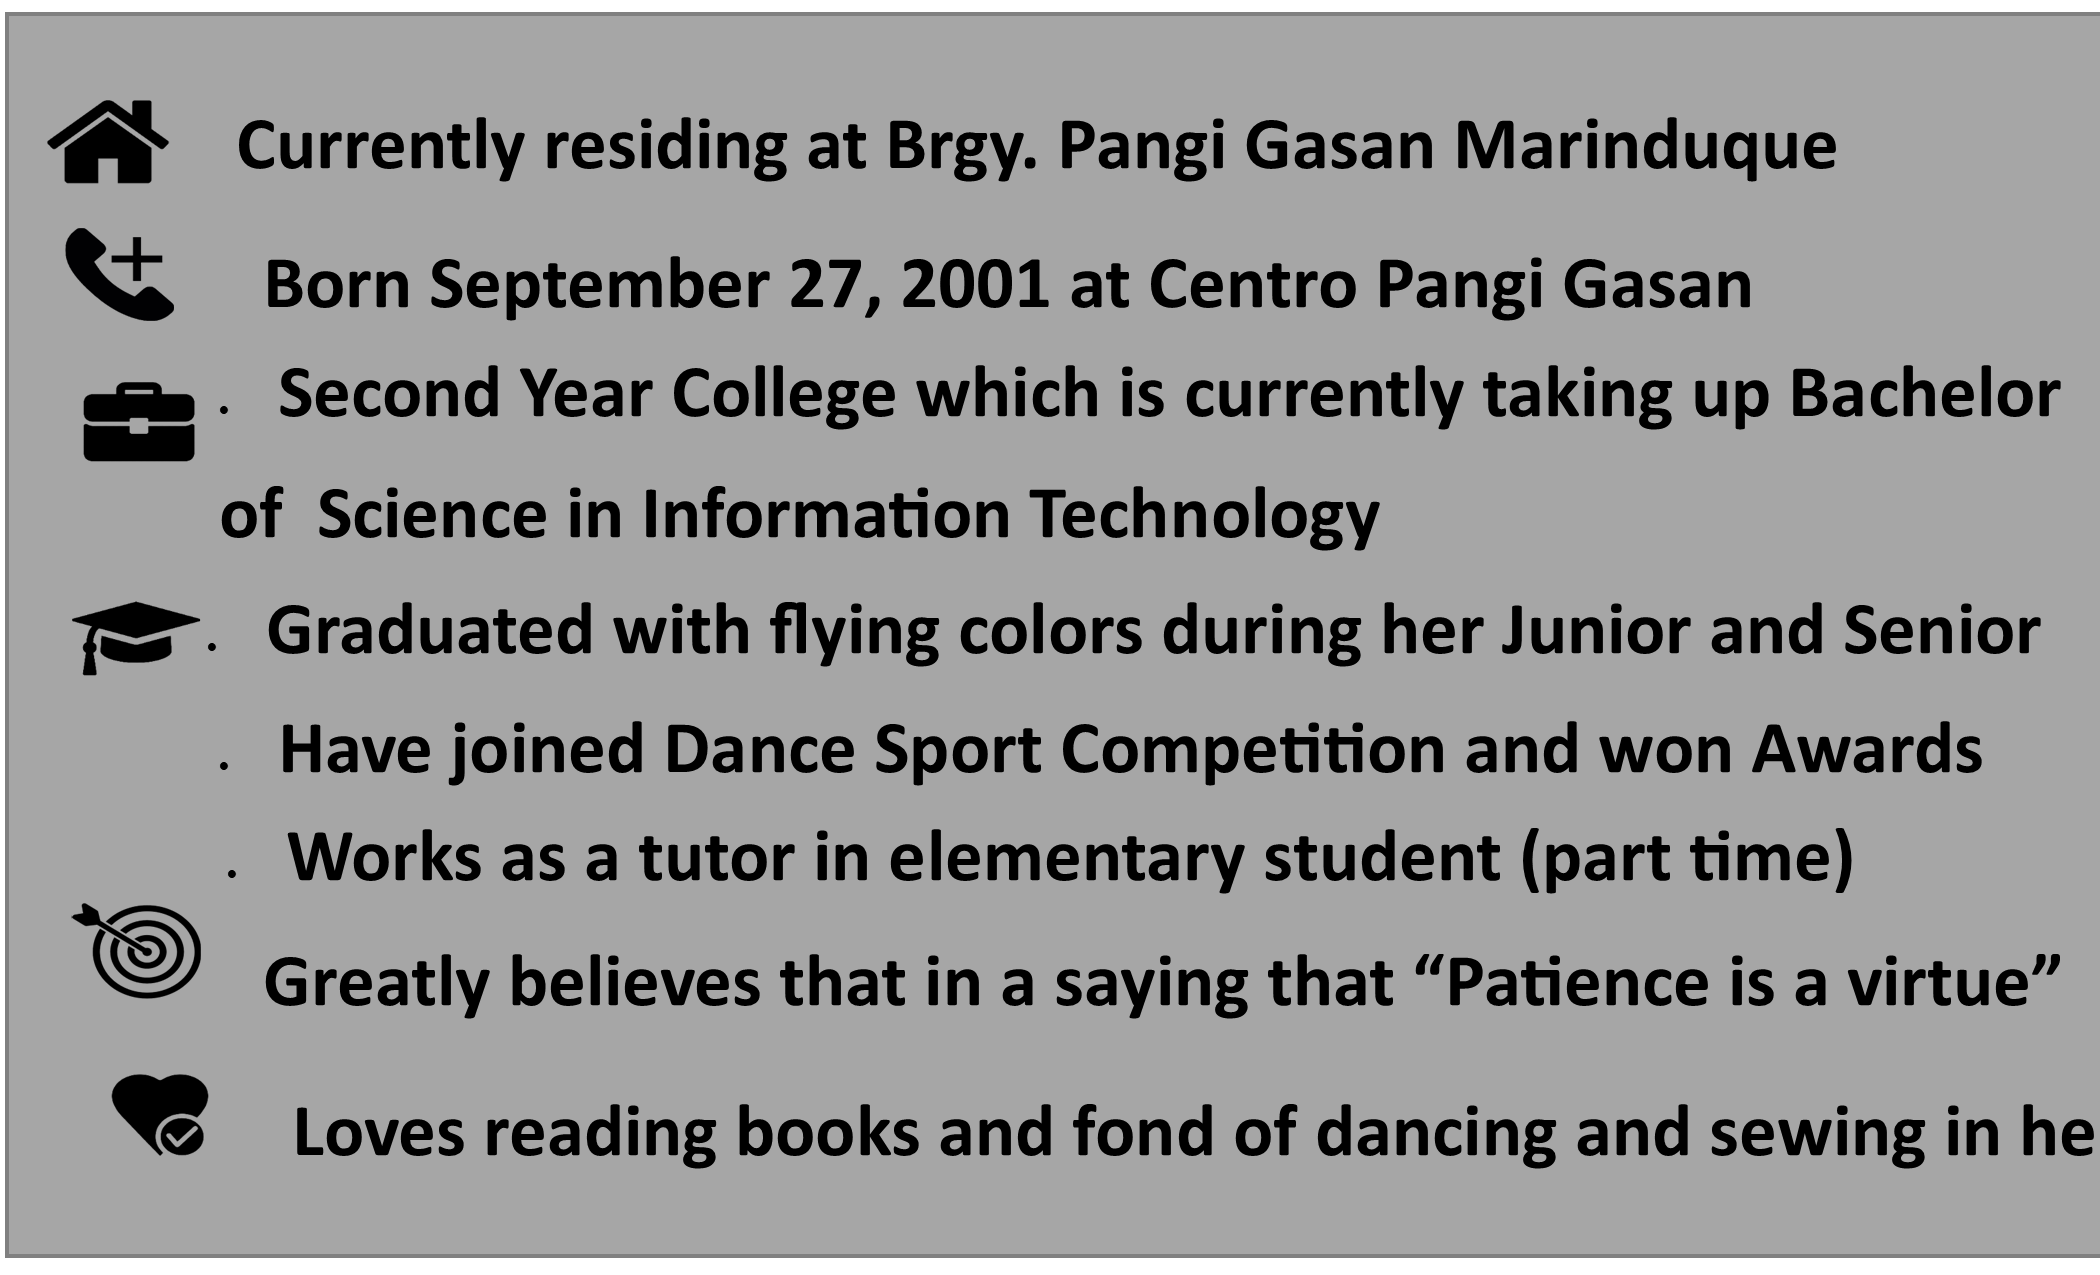 Currently residing at Brgy. Pangi Gasan Marinduque
Born September 27, 2001 at Centro Pangi Gasan
. Second Year College which is currently taking up Bachelor
of  Science in Information Technology
. Graduated with flying colors during her Junior and Senior
. Have joined Dance Sport Competition and won Awards
. Works as a tutor in elementary student (part time)
Greatly believes that in a saying that “Patience is a virtue”
Loves reading books and fond of dancing and sewing in